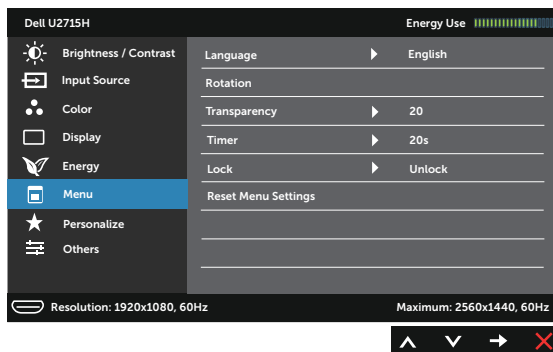 Dell U2715H Energy Use
Brightness / Contrast
Input Source
Color
Display
Energy
Menu
Personalize
Others
Language English
Rotation
Transparency 20
Timer 20s
Lock Unlock
Reset Menu Settings
Resolution: 1920x1080, 60Hz Maximum: 2560x1440, 60Hz